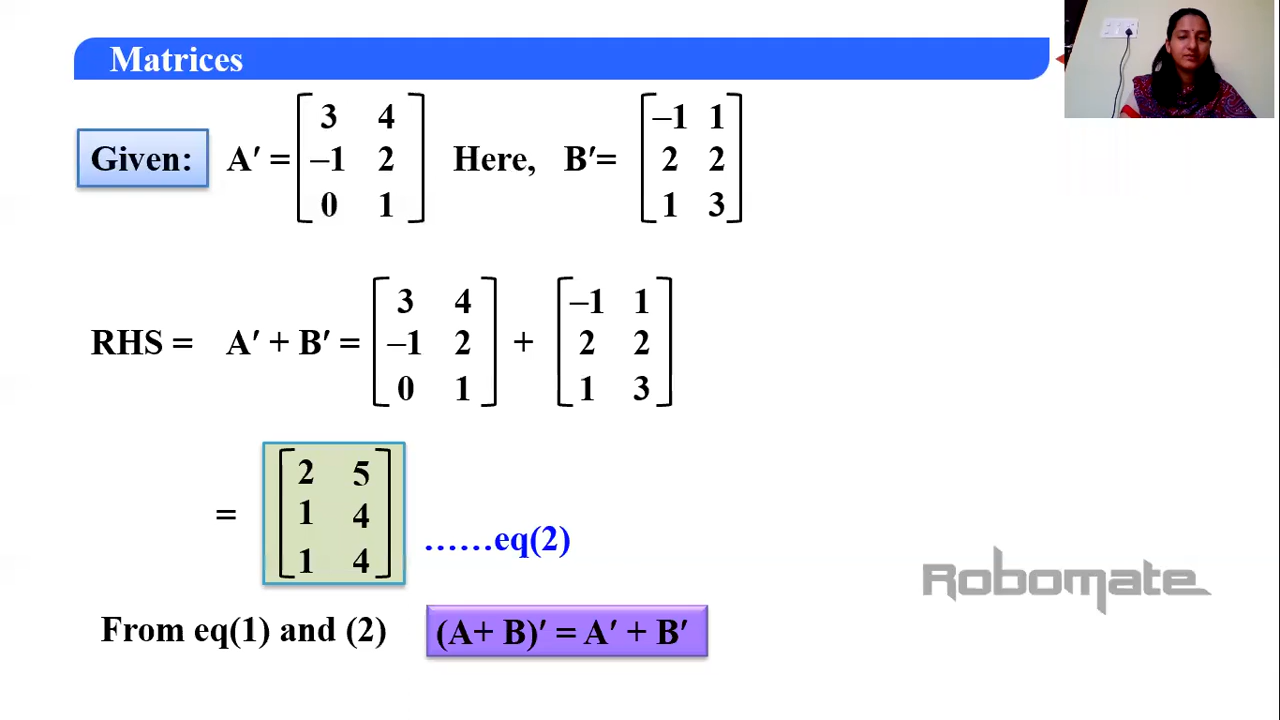 Matrices
3 4
Given: A′ = –1 2 Here, B′=
0 1
–1 1
2 2
1 3
RHS = A′ + B′ =
3 4
–1 2
0 1
+
–1 1
2 2
1 3
=
2 5
1 4
1 4
......eq(2)
Robomate
From eq(1) and (2) (A+ B)′ = A′ + B′